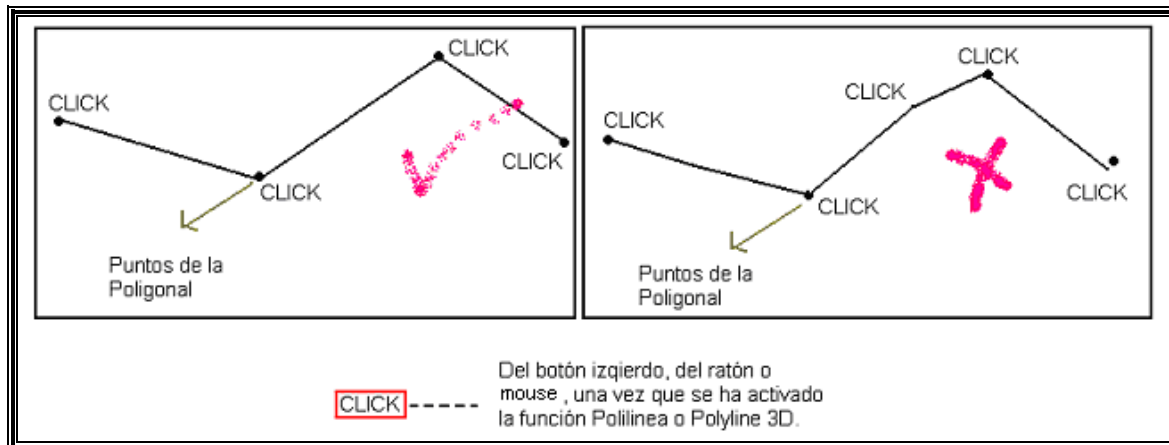 CLICK
CLICK
CLICK
CLICK
Puntos de la
Poligonal
CLICK
CLICK
CLICK
CLICK
CLICK
Puntos de la
Poligonal
CLICK
Del botón izqierdo, del ratón o
mouse , una vez que se ha activado
la función Polilinea o Polyline 3D.